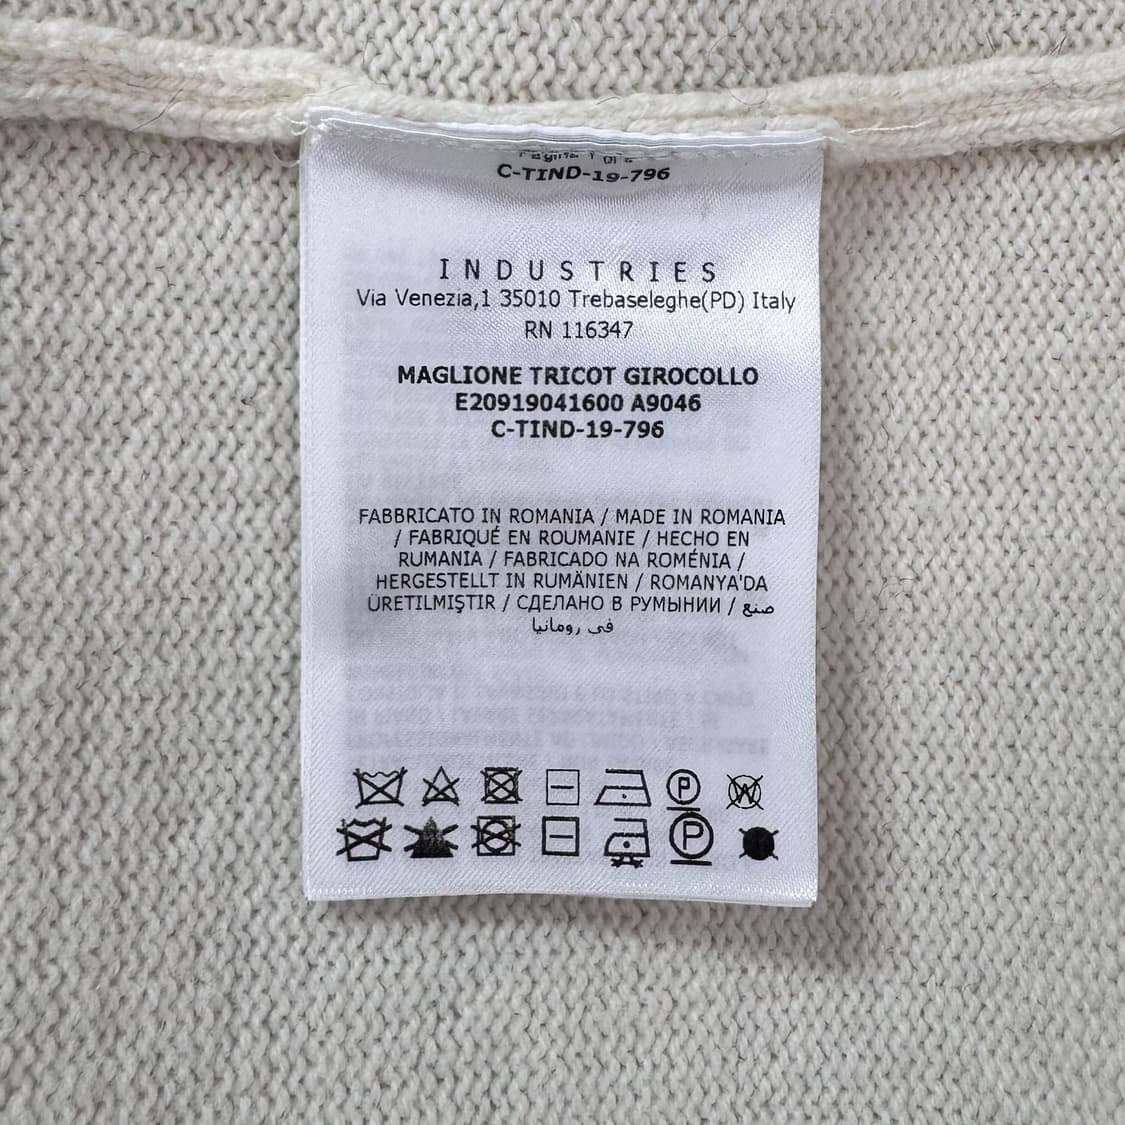 C-TIND-19-796
INDUSTRIES
Via Venezia,1 35010 Trebaseleghe(PD) Italy
RN 116347
MAGLIONE TRICOT GIROCOLLO
E20919041600 A9046
C-TIND-19-796
FABBRICATO IN ROMANIA / MADE IN ROMANIA
/ FABRIQUÉ EN ROUMANIE / HECHO EN
RUMANIA / FABRICADO NA ROMÉNIA /
HERGESTELLT IN RUMÄNIEN / ROMANYA'DA
ÜRETILMIŞTIR / СДЕЛАНО В РУМЫНИИ / صنع
في رومانيا
P W
P